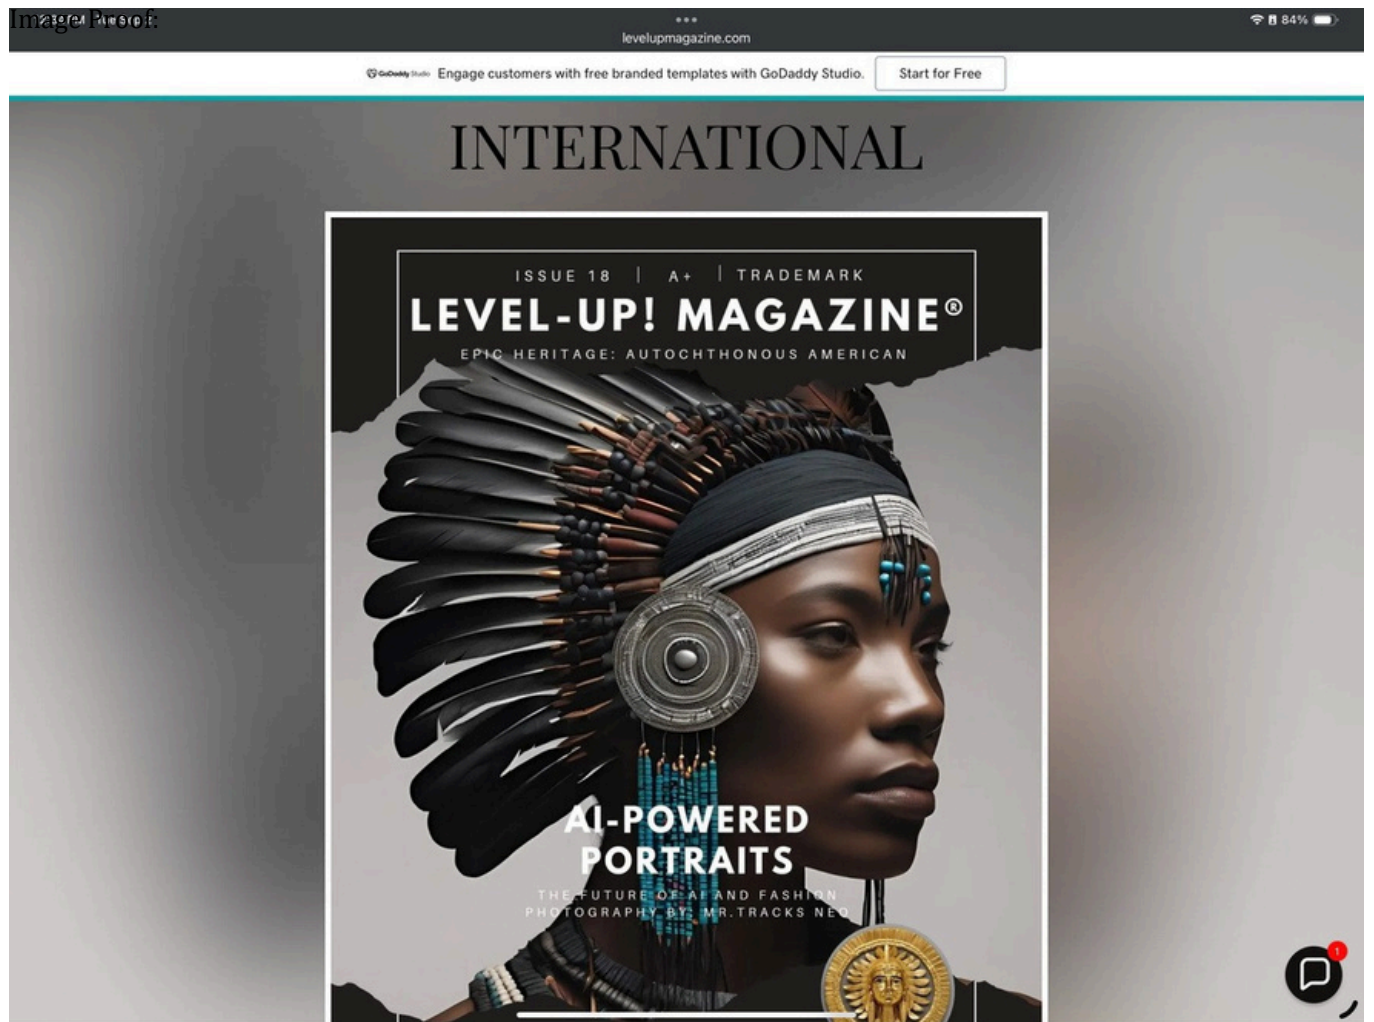 Image Proof:
levelupmagazine.com
84%
GoDaddy Studio Engage customers with free branded templates with GoDaddy Studio. Start for Free
INTERNATIONAL
ISSUE 18 | A+ | TRADEMARK
LEVEL-UP! MAGAZINE®
EPIC HERITAGE: AUTOCHTHONOUS AMERICAN
AI-POWERED
PORTRAITS
THE FUTURE OF AI AND FASHION
PHOTOGRAPHY BY: MR.TRACKS NEO
1